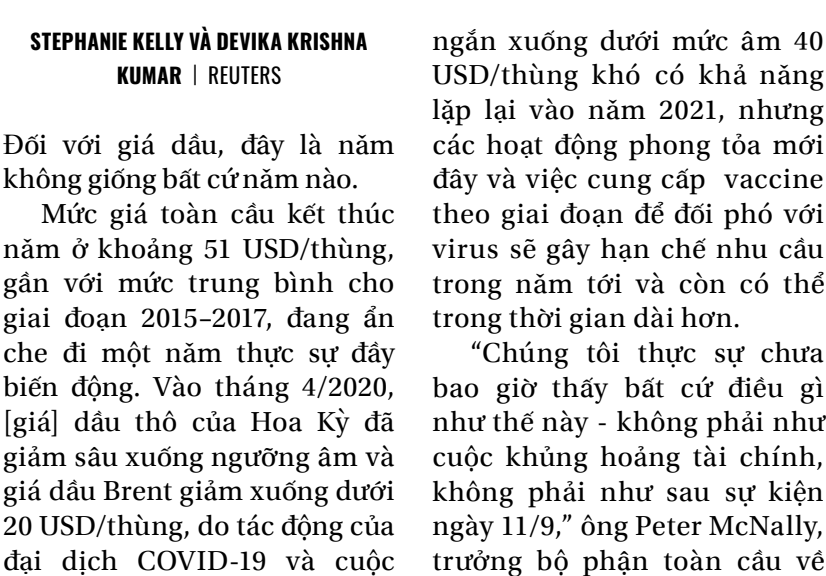 STEPHANIE KELLY VÀ DEVIKA KRISHNA
KUMAR | REUTERS
Đối với giá dầu, đây là năm
không giống bất cứ năm nào.
Mức giá toàn cầu kết thúc
năm ở khoảng 51 USD/thùng,
gần với mức trung bình cho
giai đoạn 2015–2017, đang ẩn
che đi một năm thực sự đầy
biến động. Vào tháng 4/2020,
[giá] dầu thô của Hoa Kỳ đã
giảm sâu xuống ngưỡng âm và
giá dầu Brent giảm xuống dưới
20 USD/thùng, do tác động của
đại dịch COVID-19 và cuộc
ngắn xuống dưới mức âm 40
USD/thùng khó có khả năng
lặp lại vào năm 2021, nhưng
các hoạt động phong tỏa mới
đây và việc cung cấp vaccine
theo giai đoạn để đối phó với
virus sẽ gây hạn chế nhu cầu
trong năm tới và còn có thể
trong thời gian dài hơn.
“Chúng tôi thực sự chưa
bao giờ thấy bất cứ điều gì
như thế này - không phải như
cuộc khủng hoảng tài chính,
không phải như sau sự kiện
ngày 11/9,” ông Peter McNally,
trưởng bộ phận toàn cầu về